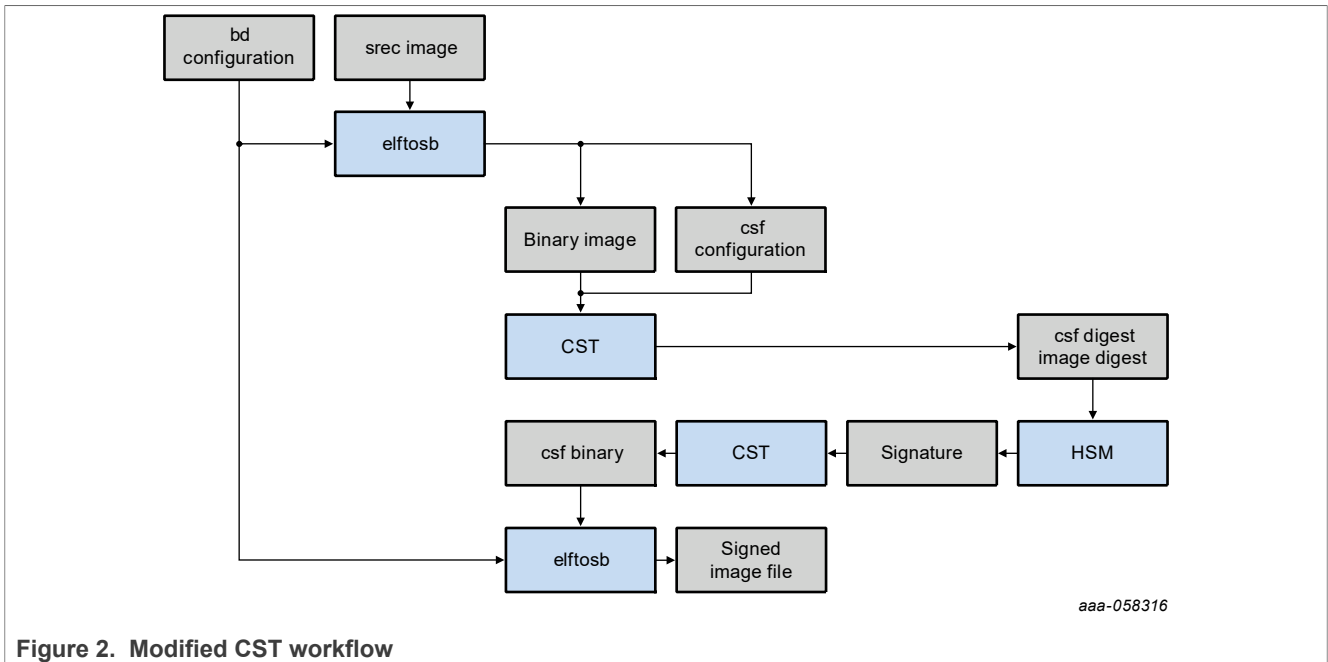 bd
configuration
srec image
elftosb
Binary image
csf
configuration
CST
csf digest
image digest
csf binary
CST
Signature
HSM
elftosb
Signed
image file
aaa-058316
Figure 2. Modified CST workflow